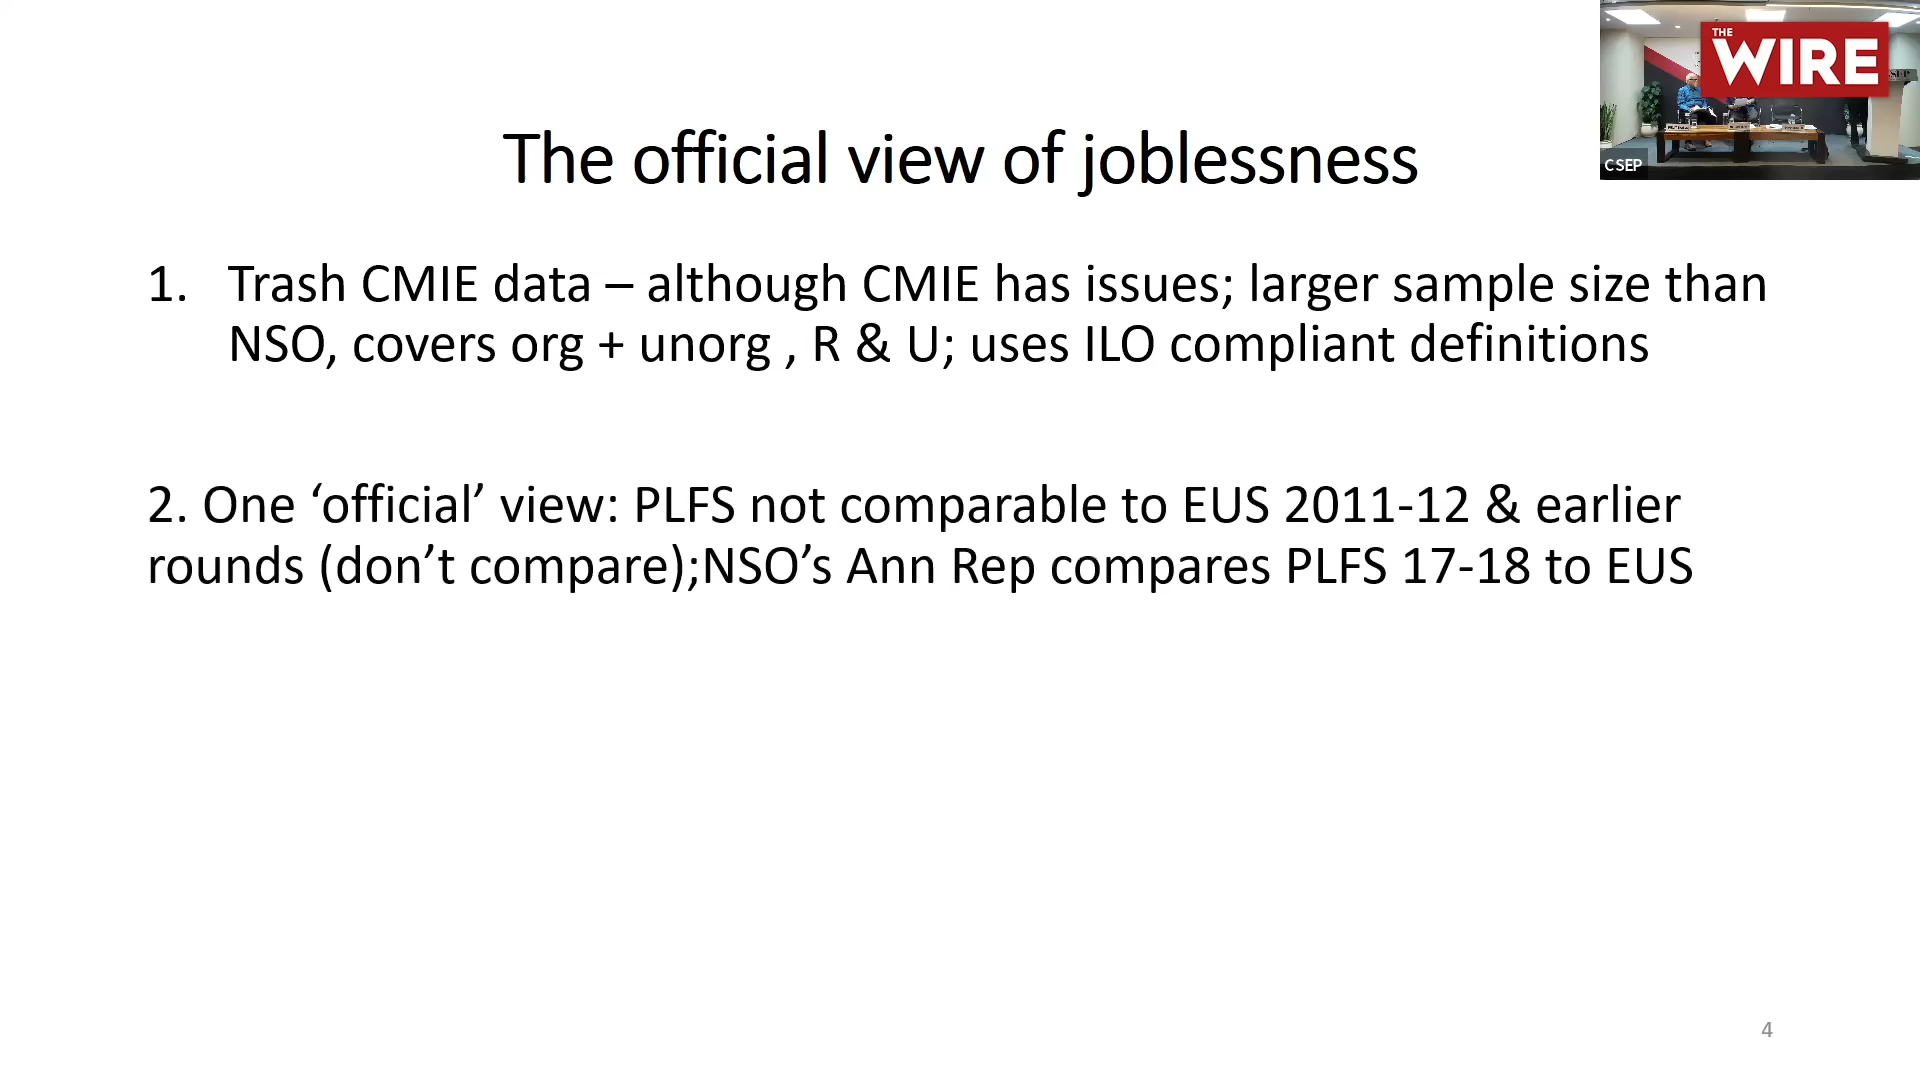 THE
WIRE
CSEP
The official view of joblessness
1. Trash CMIE data – although CMIE has issues; larger sample size than
NSO, covers org + unorg , R & U; uses ILO compliant definitions
2. One ‘official’ view: PLFS not comparable to EUS 2011-12 & earlier
rounds (don’t compare);NSO’s Ann Rep compares PLFS 17-18 to EUS
4